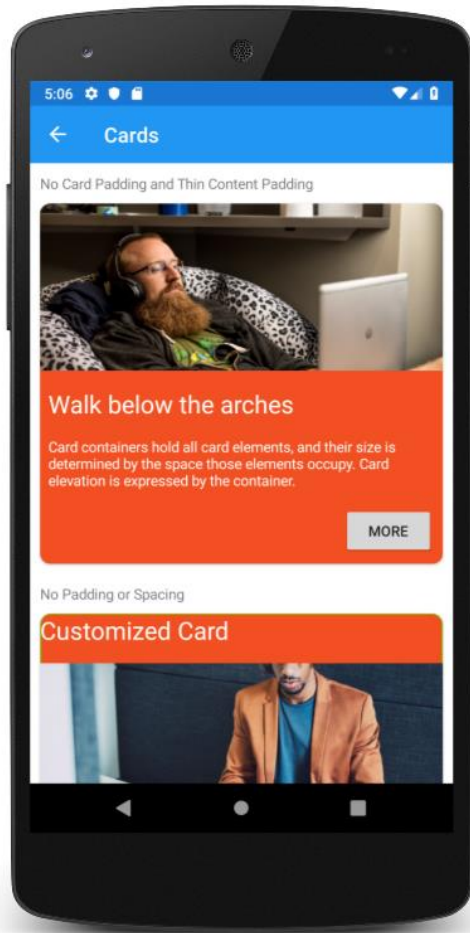 5:06
Cards
No Card Padding and Thin Content Padding
Walk below the arches
Card containers hold all card elements, and their size is
determined by the space those elements occupy. Card
elevation is expressed by the container.
MORE
No Padding or Spacing
Customized Card